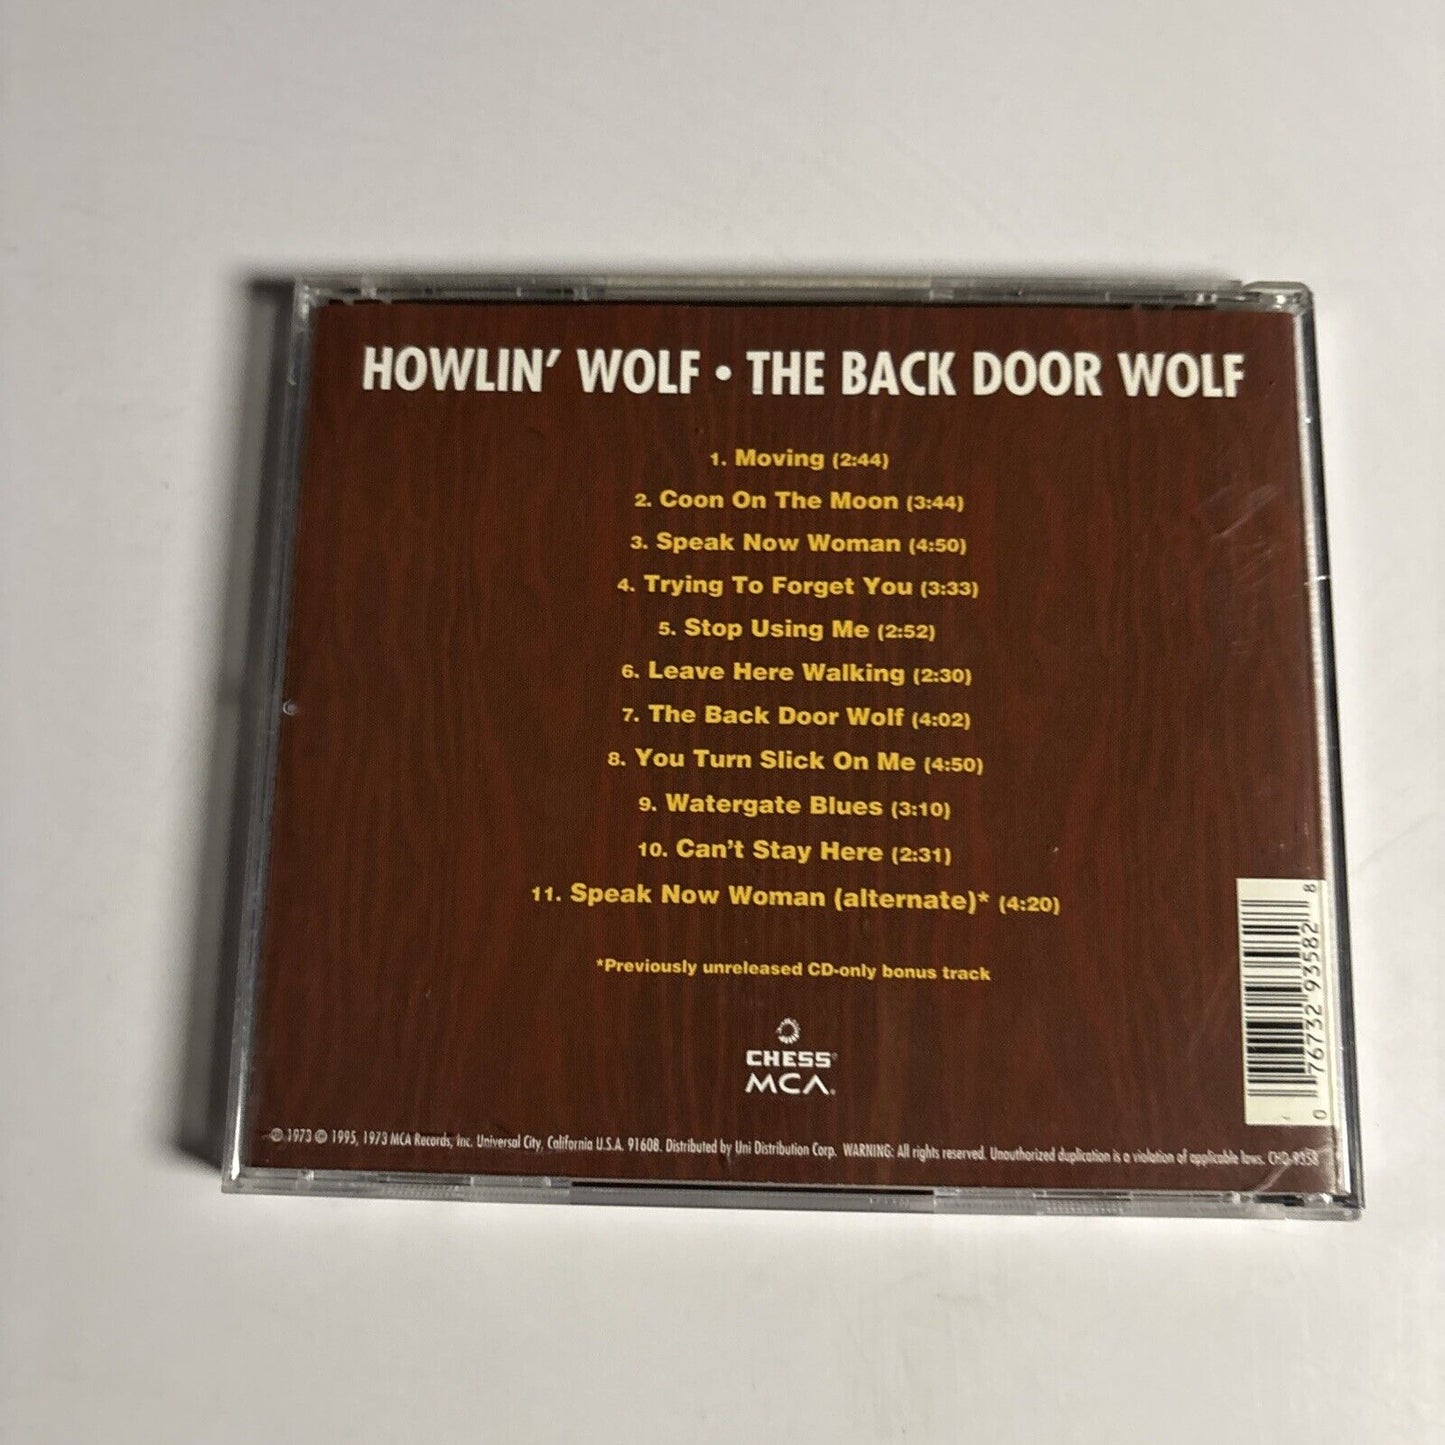 HOWLIN' WOLF • THE BACK DOOR WOLF
1. Moving (2:44)
2. Coon On The Moon (3:44)
3. Speak Now Woman (4:50)
4. Trying To Forget You (3:33)
5. Stop Using Me (2:52)
6. Leave Here Walking (2:30)
7. The Back Door Wolf (4:02)
8. You Turn Slick On Me (4:50)
9. Watergate Blues (3:10)
10. Can't Stay Here (2:31)
11. Speak Now Woman (alternate)* (4:20)
*Previously unreleased CD-only bonus track
CHESS®
MCA®
℗ 1973 © 1995, 1973 MCA Records, Inc. Universal City, California U.S.A. 91608. Distributed by Uni Distribution Corp. WARNING: All rights reserved. Unauthorized duplication is a violation of applicable laws. CHD-9358
0 76732 93582 8